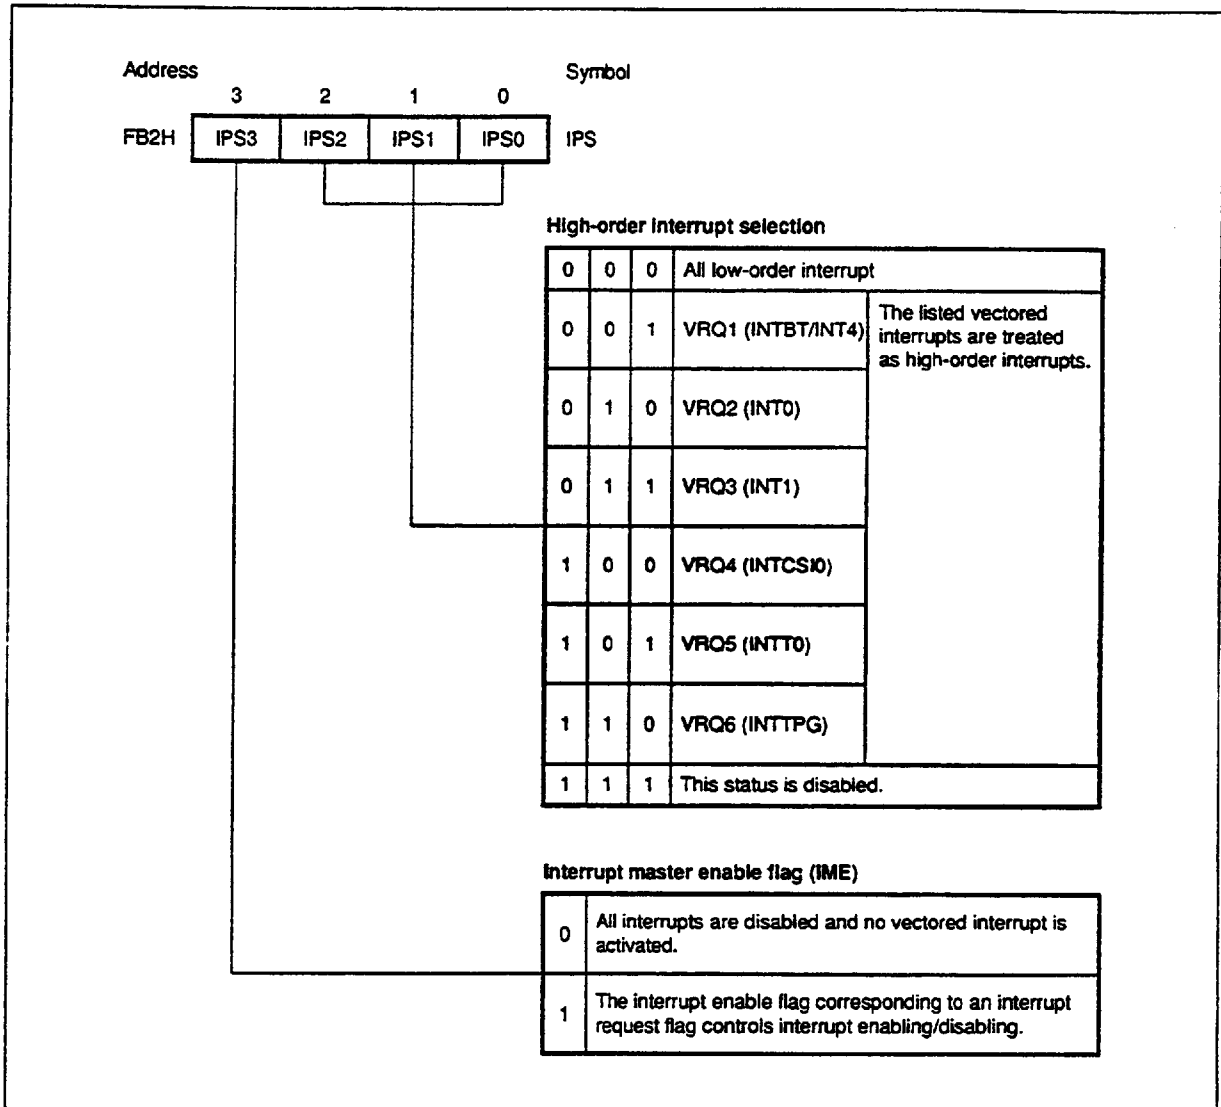 Address Symbol
3 2 1 0
FB2H IPS3 IPS2 IPS1 IPS0 IPS
High-order interrupt selection
0 0 0 All low-order interrupt
0 0 1 VRQ1 (INTBT/INT4)
The listed vectored
interrupts are treated
as high-order interrupts.
0 1 0 VRQ2 (INT0)
0 1 1 VRQ3 (INT1)
1 0 0 VRQ4 (INTCSI0)
1 0 1 VRQ5 (INTT0)
1 1 0 VRQ6 (INTTPG)
1 1 1 This status is disabled.
Interrupt master enable flag (IME)
0 All interrupts are disabled and no vectored interrupt is
activated.
1 The interrupt enable flag corresponding to an interrupt
request flag controls interrupt enabling/disabling.